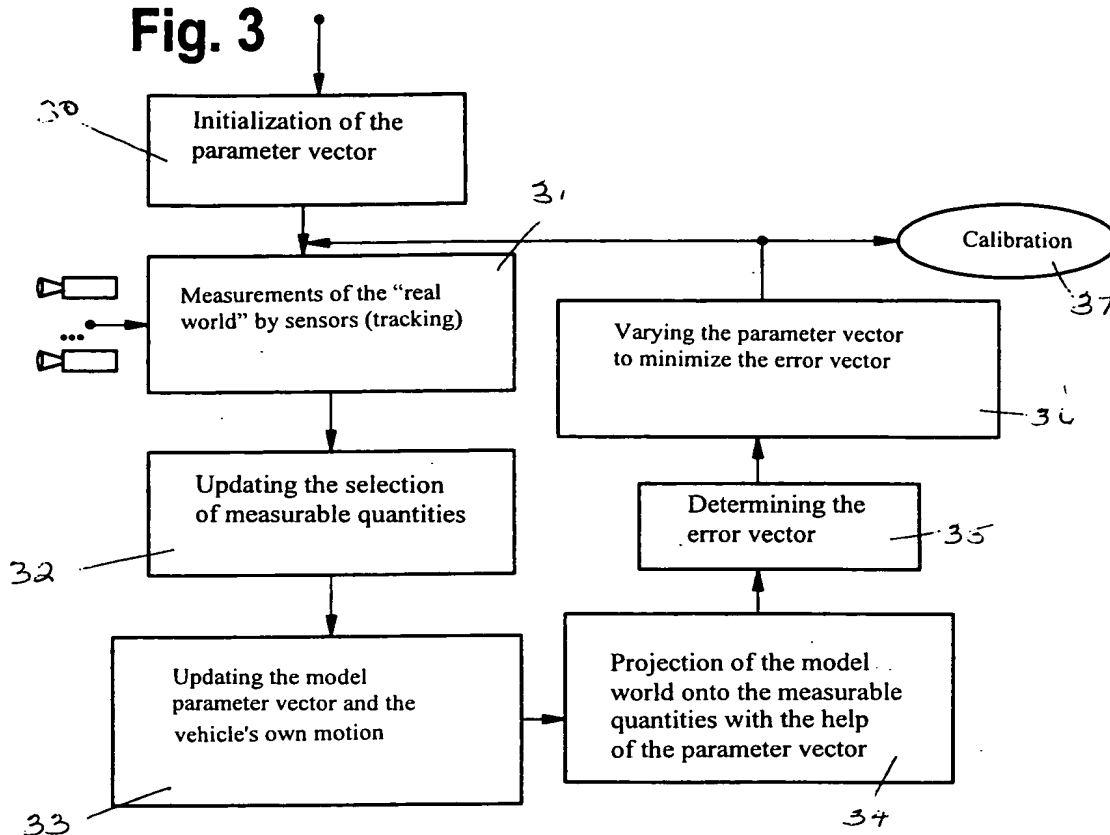 Fig. 3
30
Initialization of the
parameter vector
31
Measurements of the “real
world” by sensors (tracking)
Calibration
37
Varying the parameter vector
to minimize the error vector
Updating the selection
of measurable quantities
32
Determining the
error vector
35
Updating the model
parameter vector and the
vehicle's own motion
33
Projection of the model
world onto the measurable
quantities with the help
of the parameter vector
34